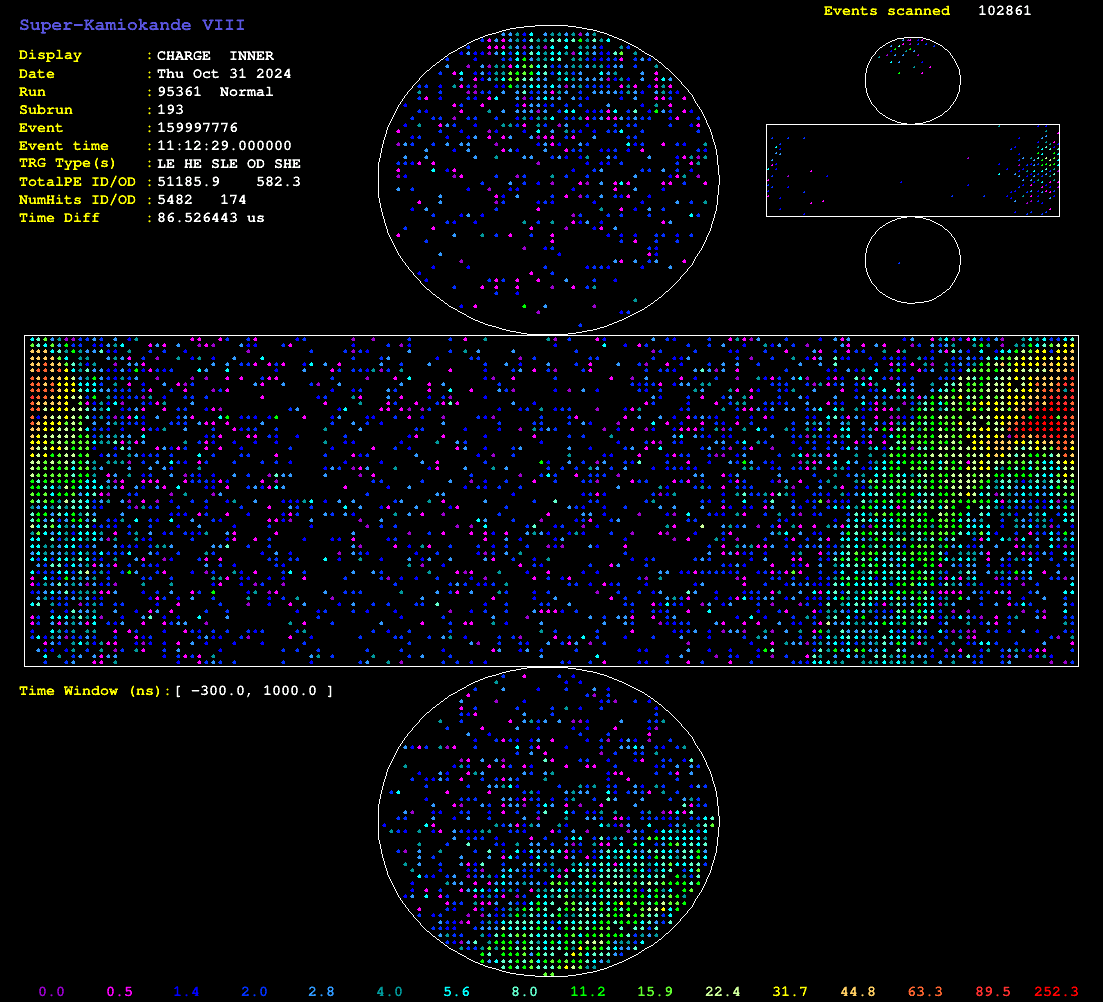 Super-Kamiokande VIII
Events scanned 102861
Display : CHARGE INNER
Date : Thu Oct 31 2024
Run : 95361 Normal
Subrun : 193
Event : 159997776
Event time : 11:12:29.000000
TRG Type(s) : LE HE SLE OD SHE
TotalPE ID/OD : 51185.9 582.3
NumHits ID/OD : 5482 174
Time Diff : 86.526443 us
Time Window (ns):[ -300.0, 1000.0 ]
0.0 0.5 1.4 2.0 2.8 4.0 5.6 8.0 11.2 15.9 22.4 31.7 44.8 63.3 89.5 252.3